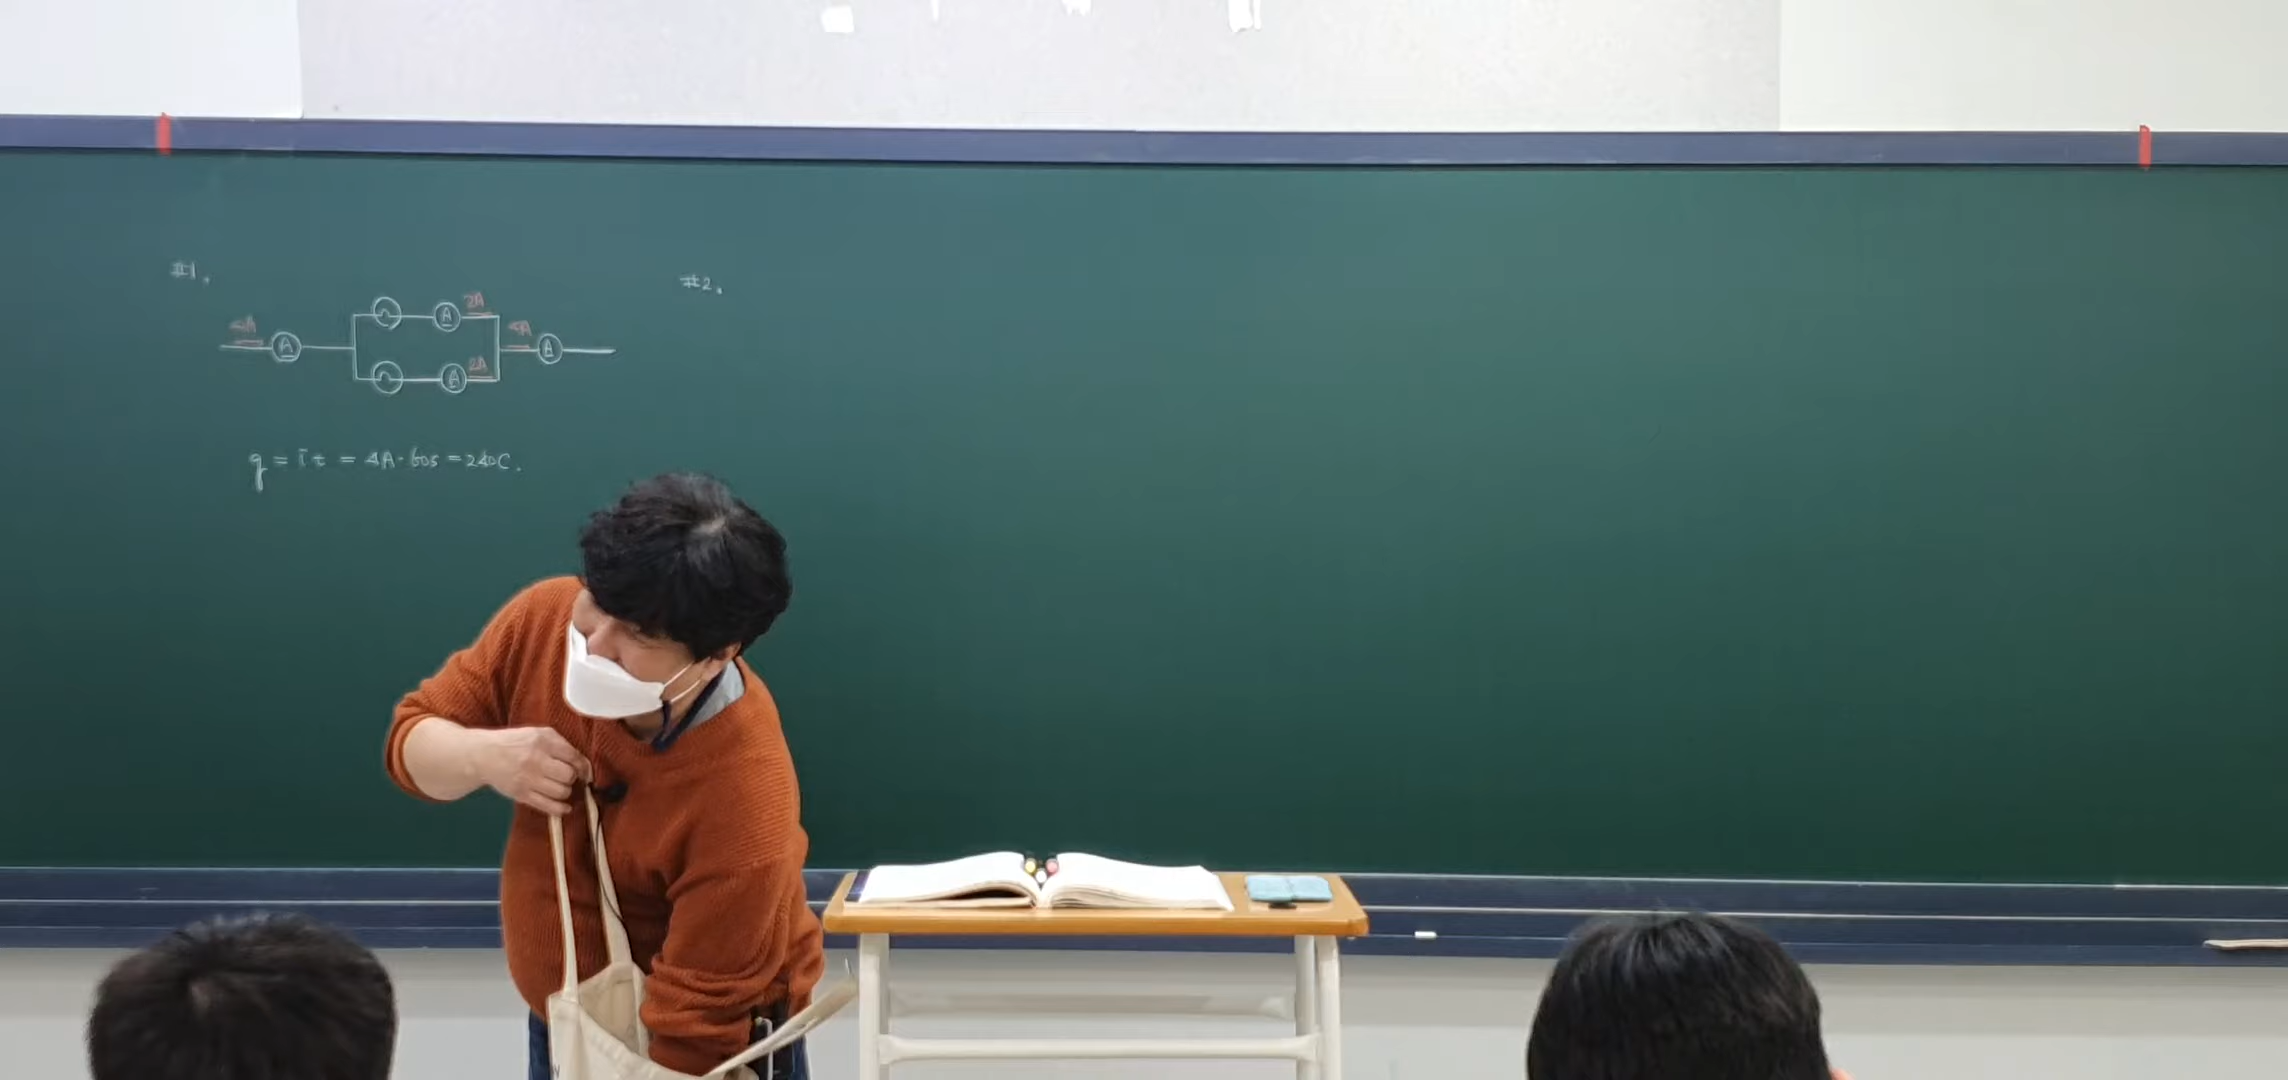 #1.
#2.
2A
4A
4A
A
A
A
2A
A
q = it = 4A·60s = 240C.